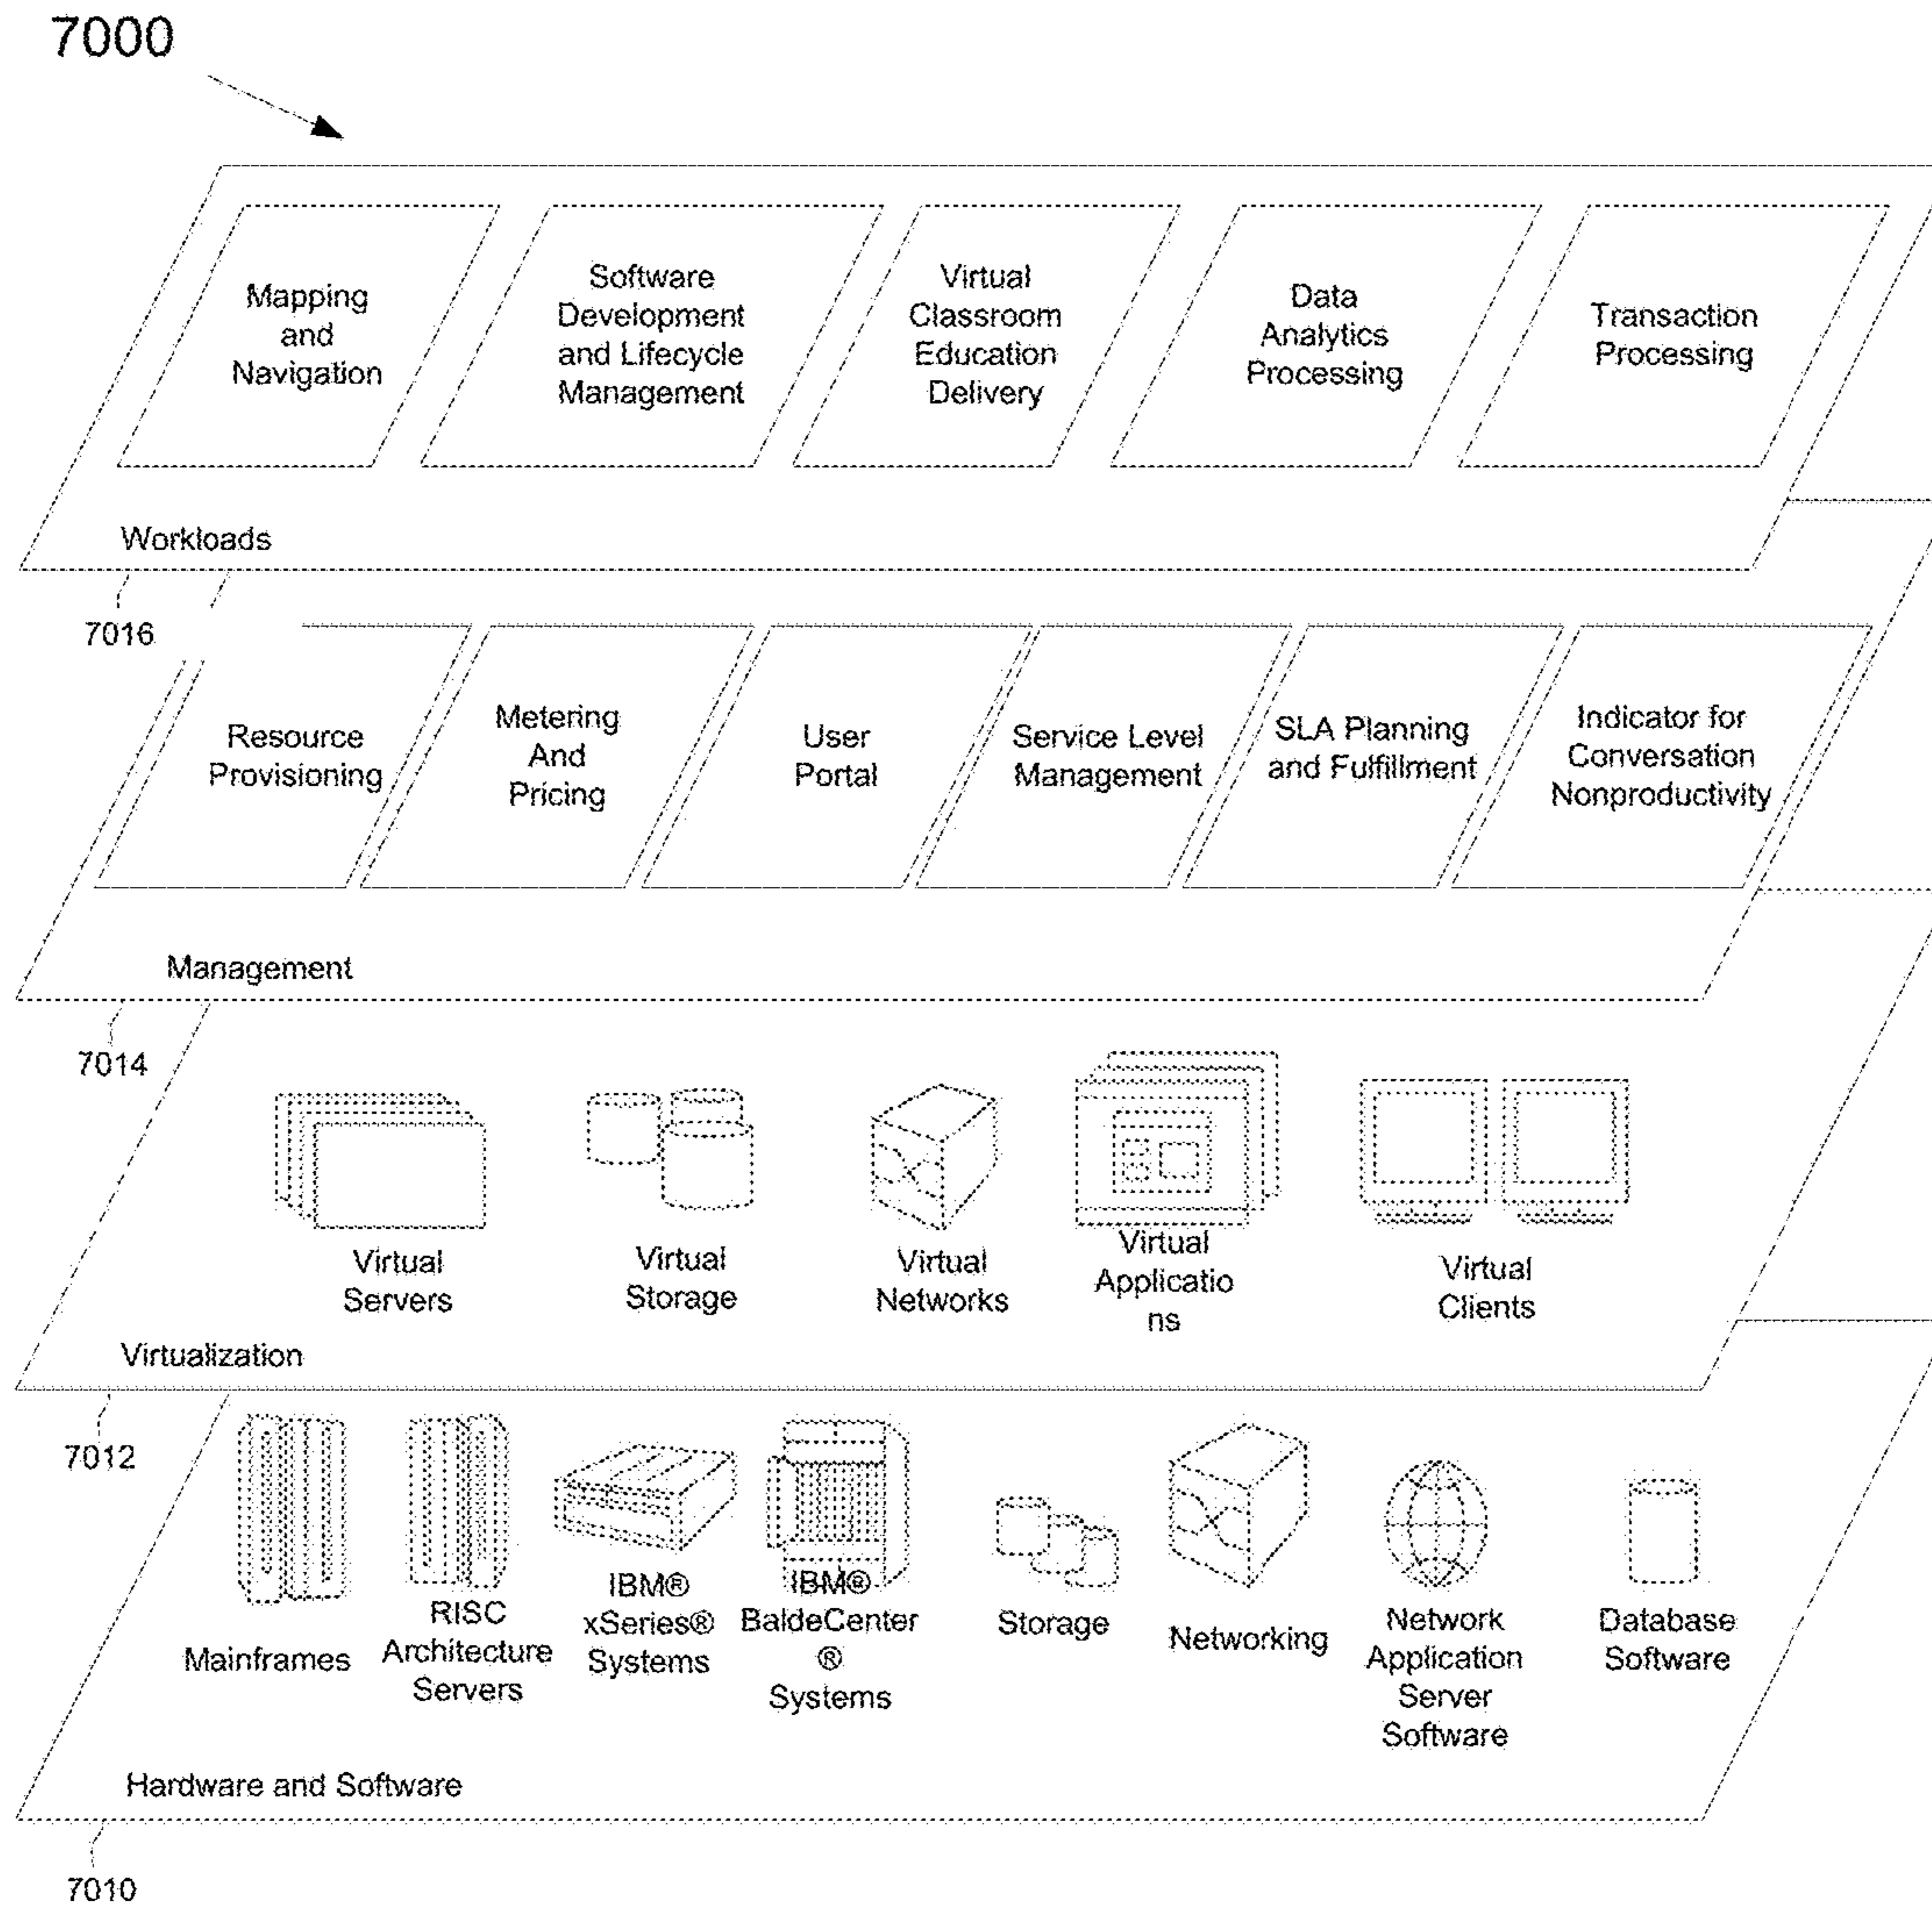 7000
Mapping
and
Navigation
Software
Development
and Lifecycle
Management
Virtual
Classroom
Education
Delivery
Data
Analytics
Processing
Transaction
Processing
Workloads
7016
Resource
Provisioning
Metering
And
Pricing
User
Portal
Service Level
Management
SLA Planning
and Fulfillment
Indicator for
Conversation
Nonproductivity
Management
7014
Virtual
Servers
Virtual
Storage
Virtual
Networks
Virtual
Applicatio
ns
Virtual
Clients
Virtualization
7012
Mainframes
RISC
Architecture
Servers
IBM®
xSeries®
Systems
IBM®
BaldeCenter
®
Systems
Storage
Networking
Network
Application
Server
Software
Database
Software
Hardware and Software
7010